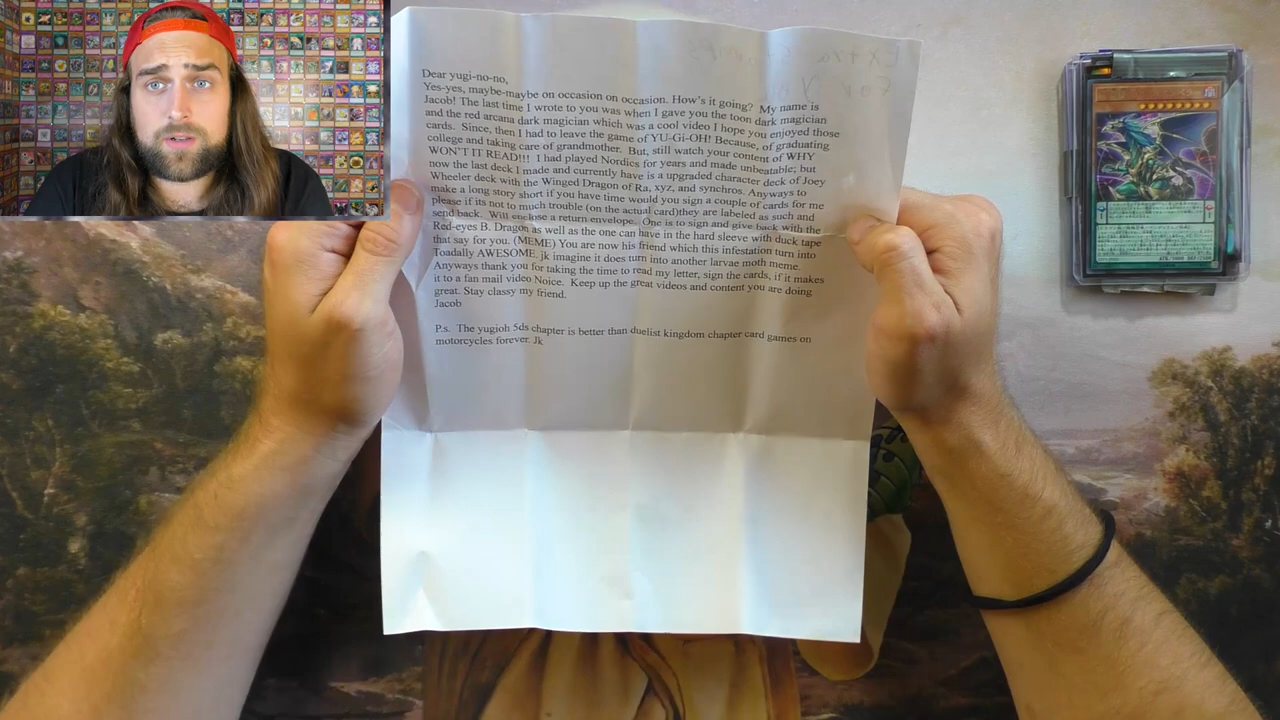 Dear yugi-no-no,
Yes-yes, maybe-maybe on occasion on occasion. How's it going? My name is
Jacob! The last time I wrote to you was when I gave you the toon dark magician
and the red arcana dark magician which was a cool video I hope you enjoyed those
cards. Since, then I had to leave the game of YU-Gi-OH! Because, of graduating
college and taking care of grandmother. But, still watch your content of WHY
WON'T IT READ!!! I had played Nordics for years and made unbeatable; but
now the last deck I made and currently have is a upgraded character deck of Joey
Wheeler deck with the Winged Dragon of Ra, xyz, and synchros. Anyways to
make a long story short if you have time would you sign a couple of cards for me
please if its not to much trouble (on the actual card)they are labeled as such and
send back. Will enclose a return envelope. One is to sign and give back with the
Red-eyes B. Dragon as well as the one can have in the hard sleeve with duck tape
that say for you. (MEME) You are now his friend which this infestation turn into
Toadally AWESOME. jk imagine it does turn into another larvae moth meme.
Anyways thank you for taking the time to read my letter, sign the cards, if it makes
it to a fan mail video Noice. Keep up the great videos and content you are doing
great. Stay classy my friend.
Jacob
P.s. The yugioh 5ds chapter is better than duelist kingdom chapter card games on
motorcycles forever. Jk